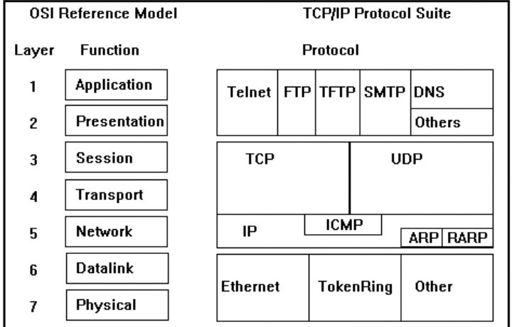 OSI Reference Model TCP/IP Protocol Suite
Layer Function Protocol
1 Application
Telnet FTP TFTP SMTP DNS
2 Presentation
Others
3 Session
TCP UDP
4 Transport
5 Network
IP ICMP
ARP RARP
6 Datalink
Ethernet TokenRing Other
7 Physical